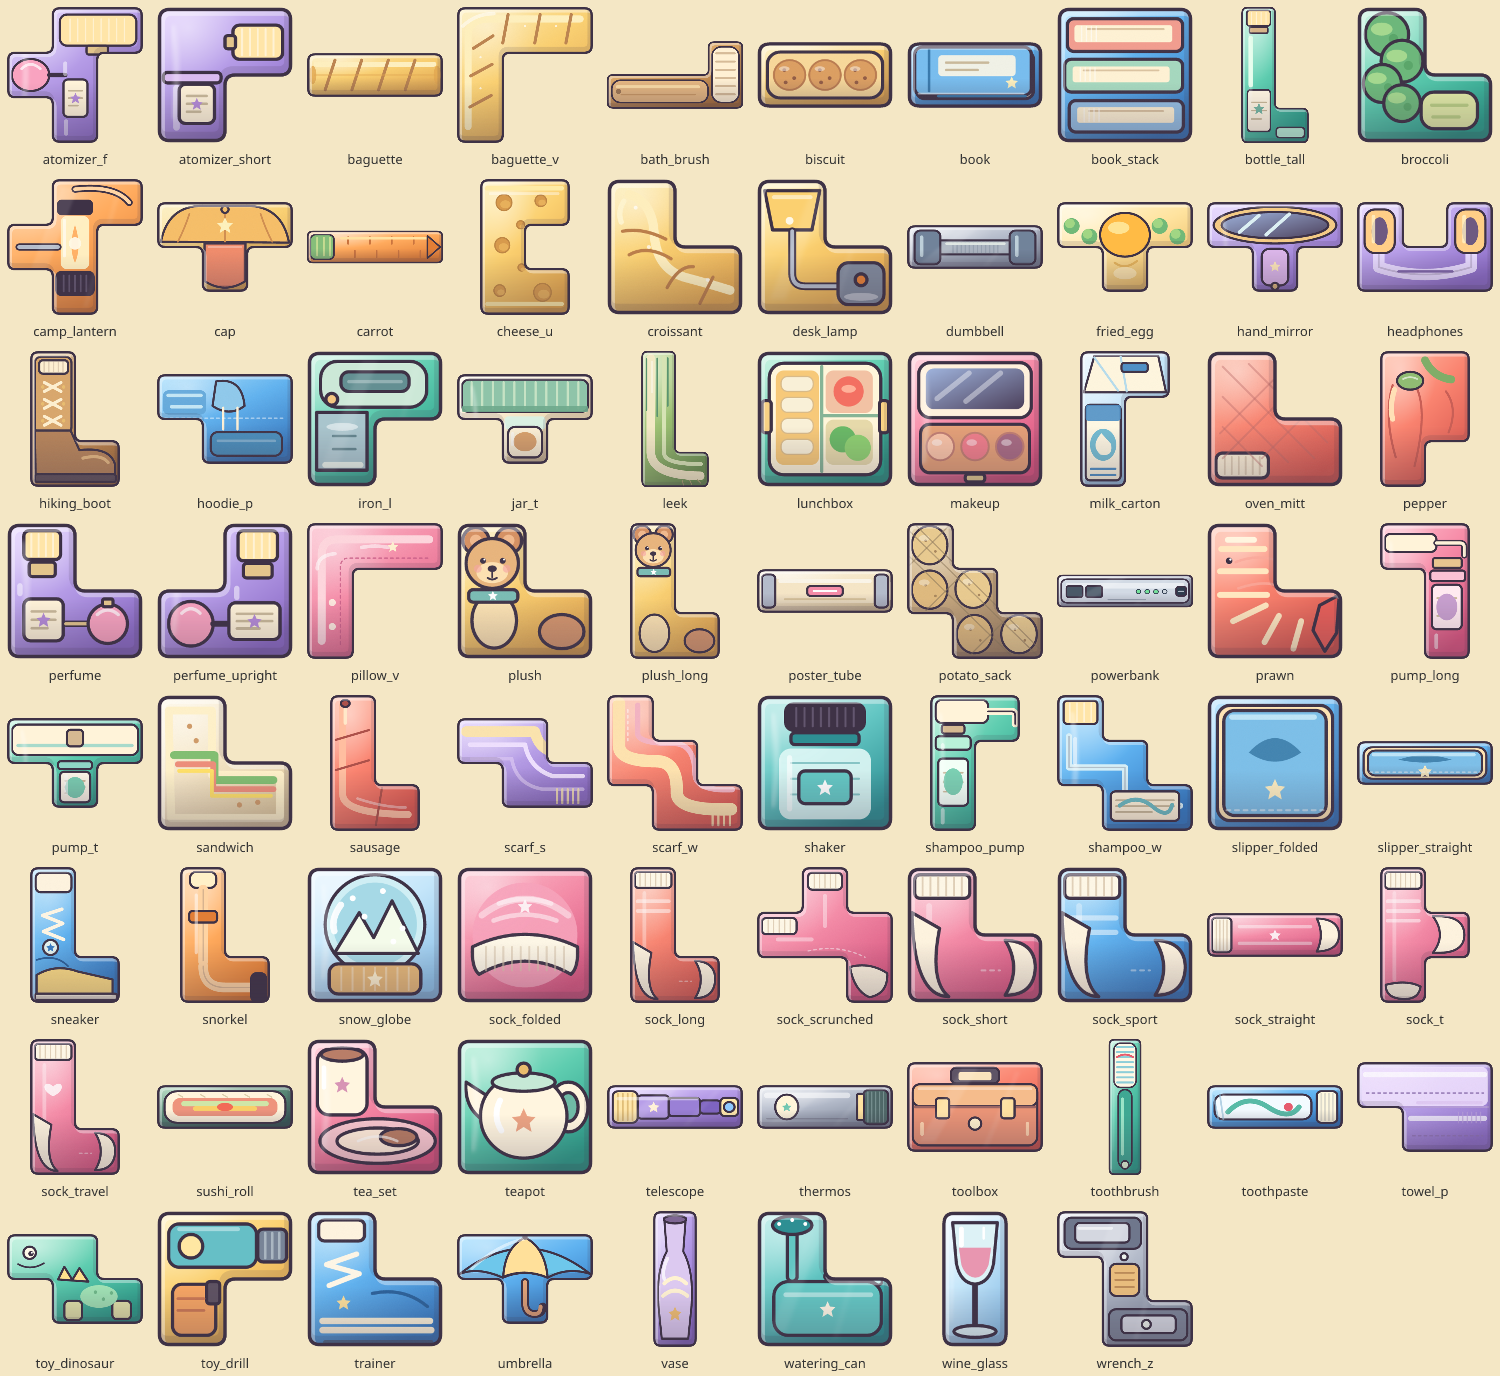 atomizer_f atomizer_short baguette baguette_v bath_brush biscuit book book_stack bottle_tall broccoli
camp_lantern cap carrot cheese_u croissant desk_lamp dumbbell fried_egg hand_mirror headphones
hiking_boot hoodie_p iron_l jar_t leek lunchbox makeup milk_carton oven_mitt pepper
perfume perfume_upright pillow_v plush plush_long poster_tube potato_sack powerbank prawn pump_long
pump_t sandwich sausage scarf_s scarf_w shaker shampoo_pump shampoo_w slipper_folded slipper_straight
sneaker snorkel snow_globe sock_folded sock_long sock_scrunched sock_short sock_sport sock_straight sock_t
sock_travel sushi_roll tea_set teapot telescope thermos toolbox toothbrush toothpaste towel_p
toy_dinosaur toy_drill trainer umbrella vase watering_can wine_glass wrench_z